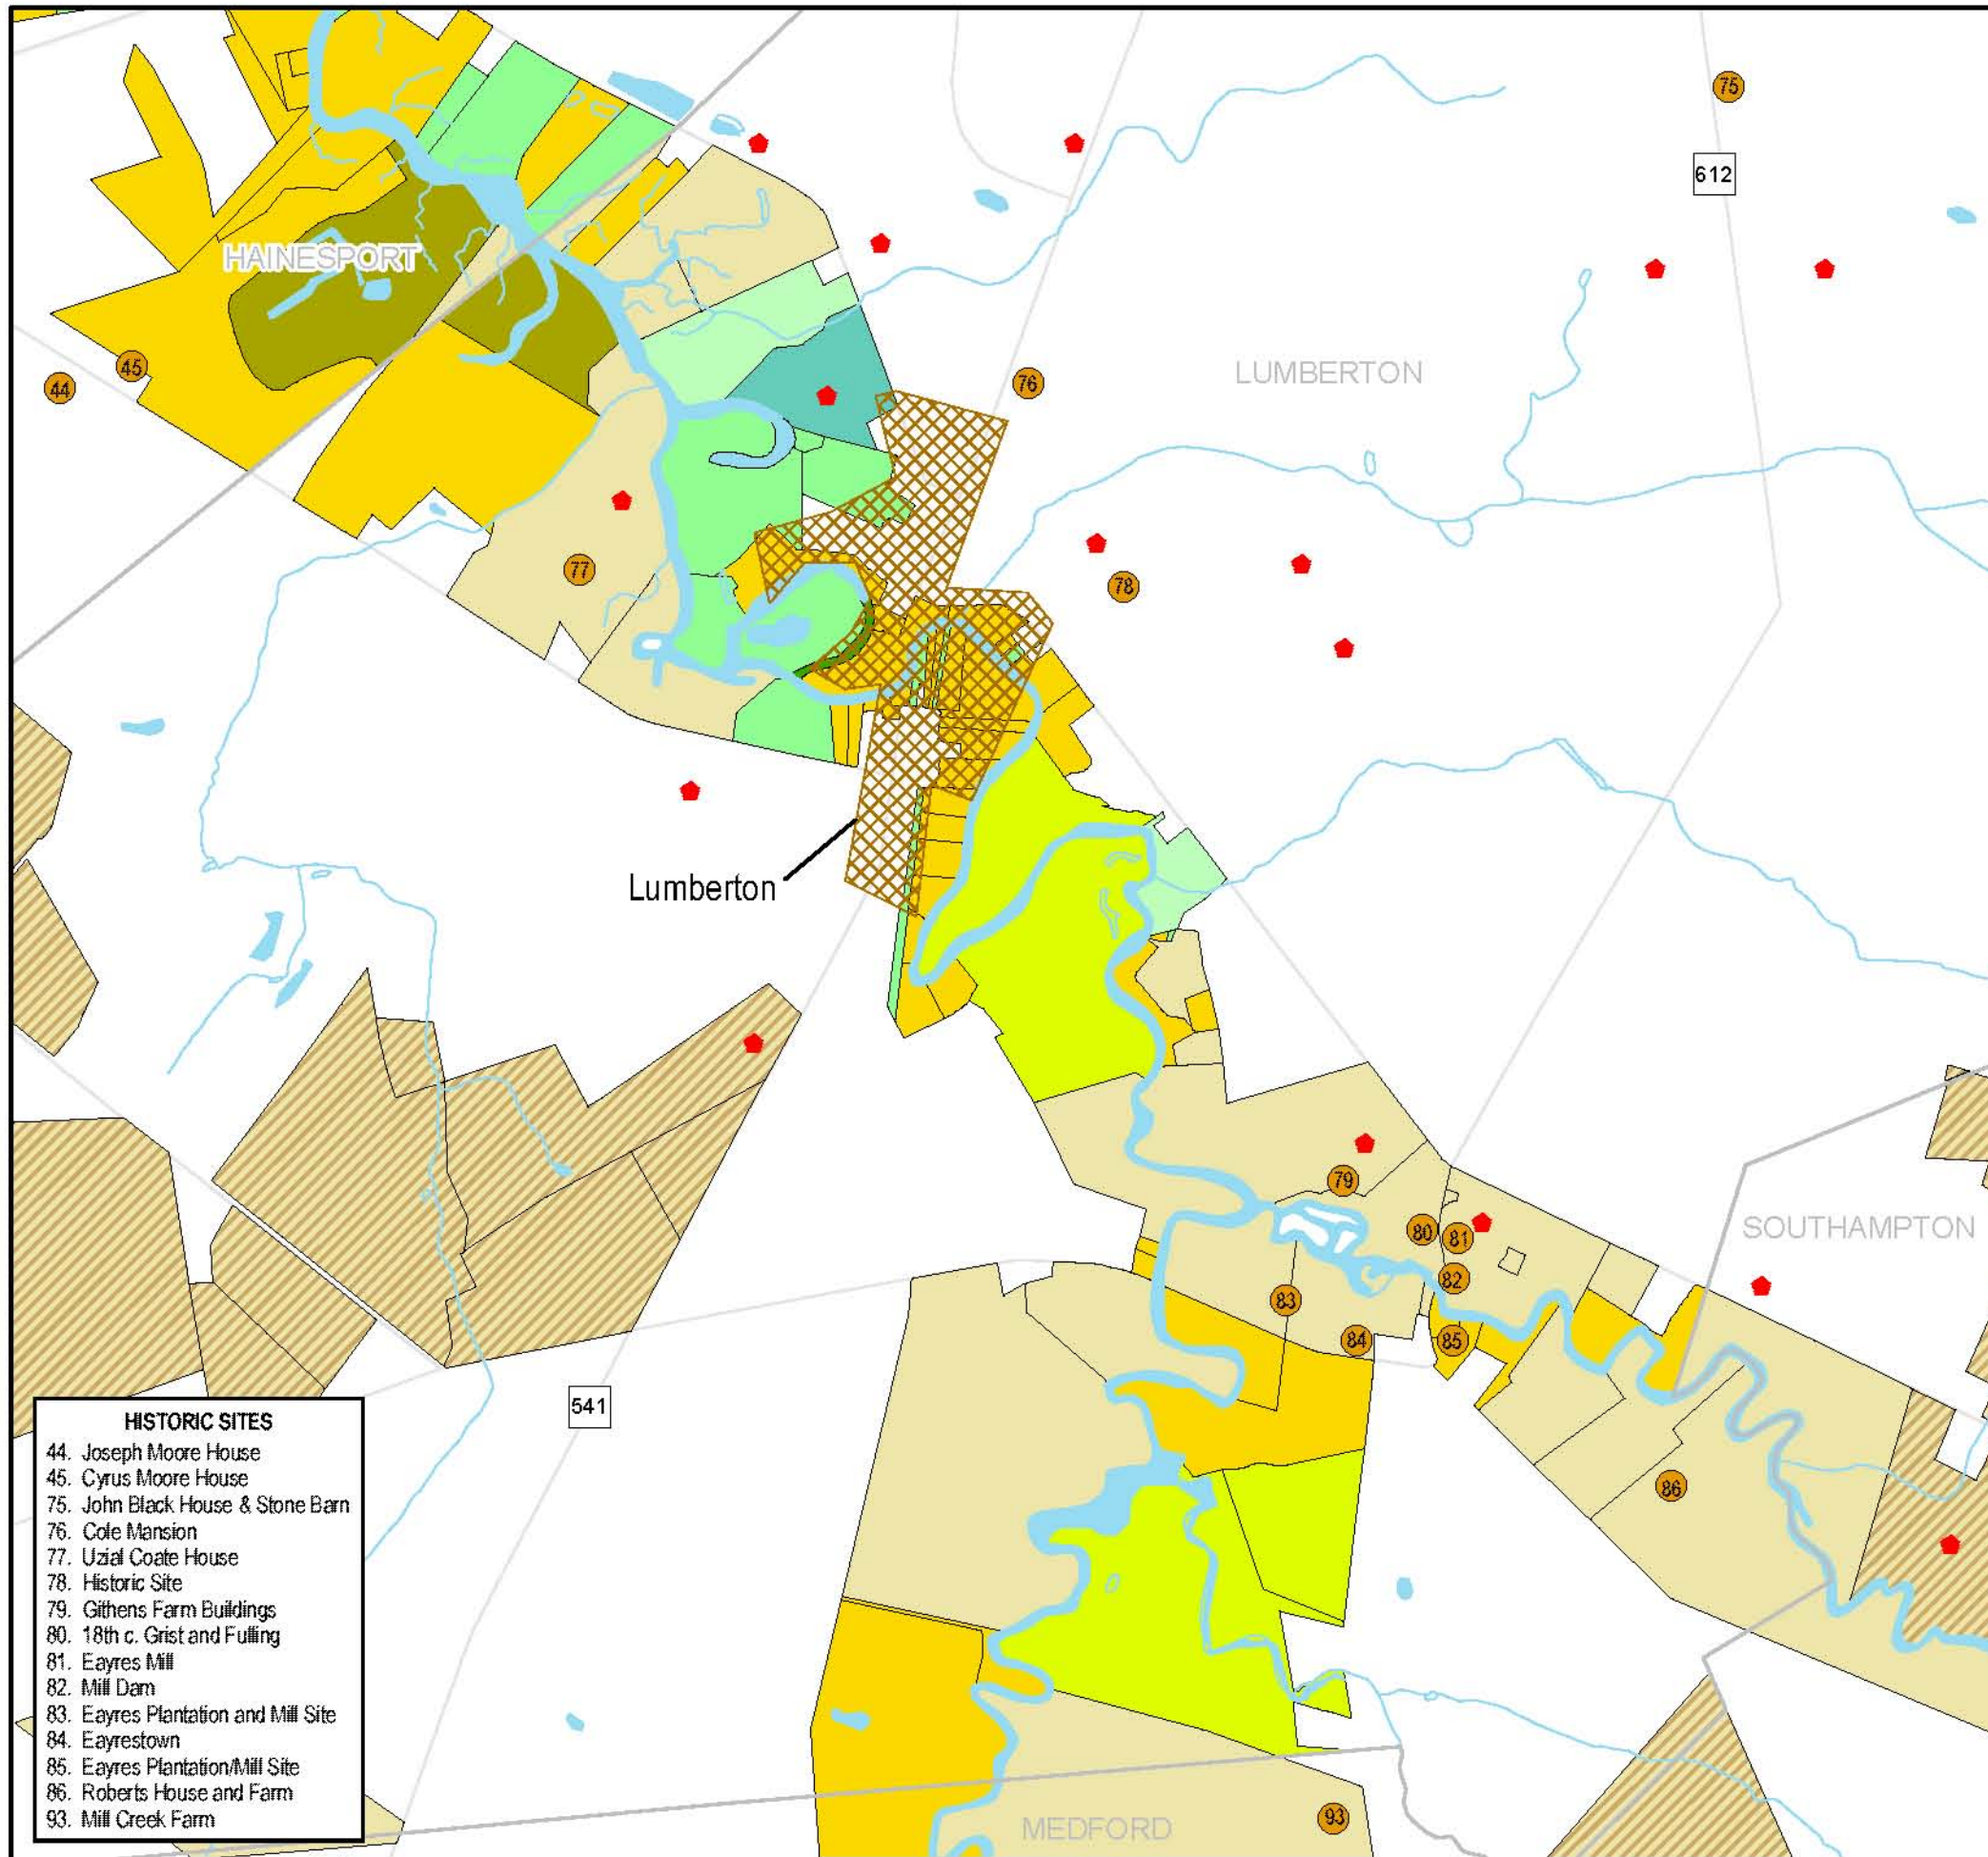 75
612
HAINESPORT
45
44
76
LUMBERTON
77
78
Lumberton
79
80
81
SOUTHAMPTON
82
83
84
85
541
86
HISTORIC SITES
44. Joseph Moore House
45. Cyrus Moore House
75. John Black House & Stone Barn
76. Cole Mansion
77. Uzial Coate House
78. Historic Site
79. Githens Farm Buildings
80. 18th c. Grist and Fulling
81. Eayres Mill
82. Mill Dam
83. Eayres Plantation and Mill Site
84. Eayrestown
85. Eayres Plantation/Mill Site
86. Roberts House and Farm
93. Mill Creek Farm
93
MEDFORD